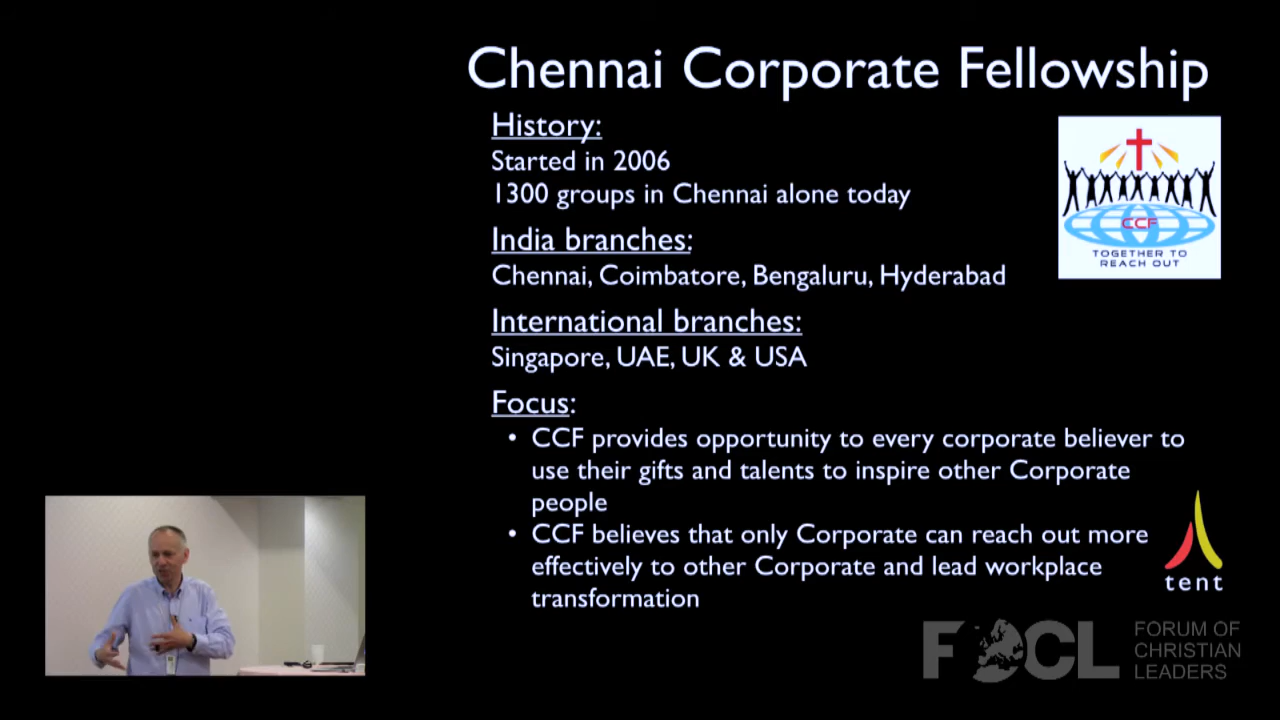 Chennai Corporate Fellowship
History:
Started in 2006
1300 groups in Chennai alone today
India branches:
Chennai, Coimbatore, Bengaluru, Hyderabad
International branches:
Singapore, UAE, UK & USA
Focus:
• CCF provides opportunity to every corporate believer to
use their gifts and talents to inspire other Corporate
people
• CCF believes that only Corporate can reach out more
effectively to other Corporate and lead workplace
transformation
CCF
TOGETHER TO
REACH OUT
tent
FOCL
FORUM OF
CHRISTIAN
LEADERS